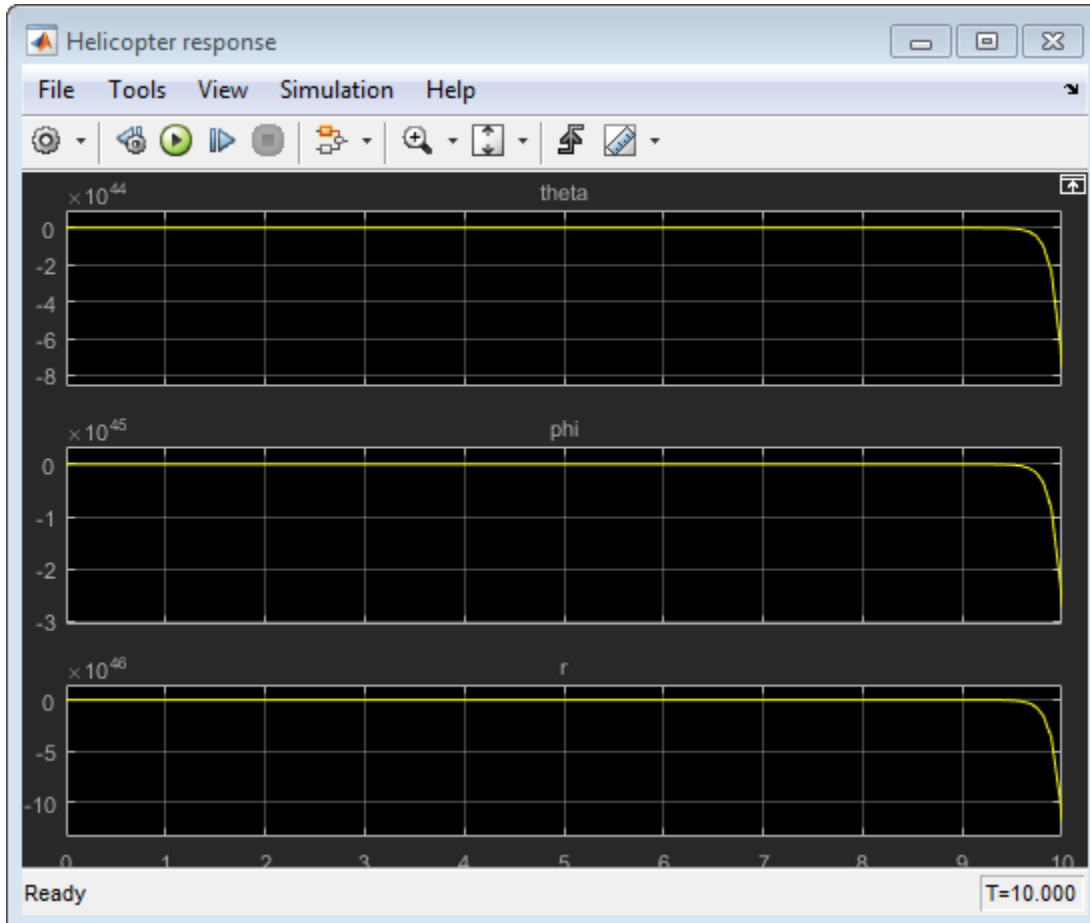 Helicopter response
File Tools View Simulation Help
×10^44
theta
0
-2
-4
-6
-8
×10^45
phi
0
-1
-2
-3
×10^46
r
0
-5
-10
0 1 2 3 4 5 6 7 8 9 10
Ready T=10.000